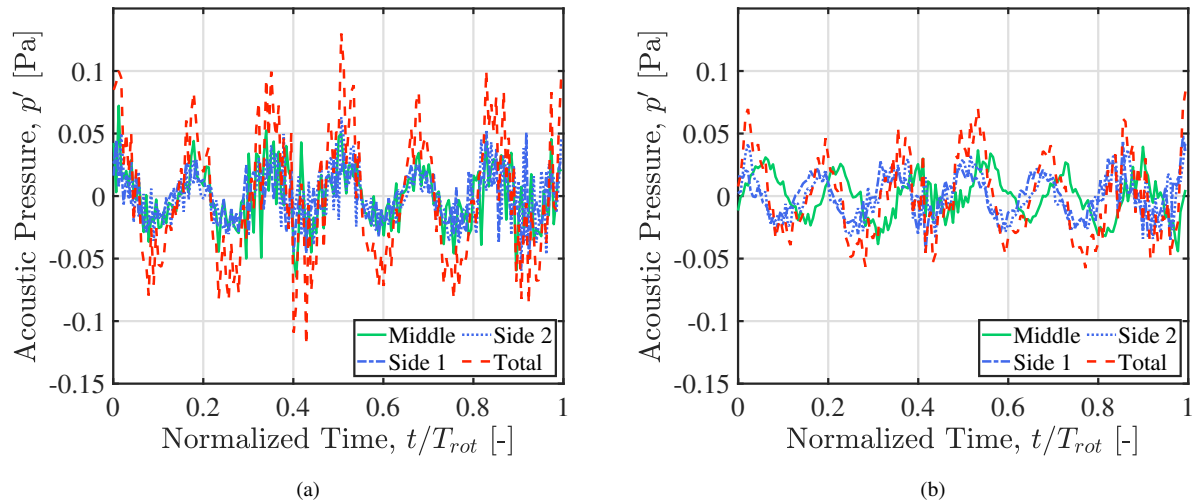 Acoustic Pressure, p′ [Pa]
0.1
0.05
0
-0.05
-0.1
-0.15
0 0.2 0.4 0.6 0.8 1
Normalized Time, t/T_rot [-]
Middle Side 2
Side 1 Total
(a)
Acoustic Pressure, p′ [Pa]
0.1
0.05
0
-0.05
-0.1
-0.15
0 0.2 0.4 0.6 0.8 1
Normalized Time, t/T_rot [-]
Middle Side 2
Side 1 Total
(b)